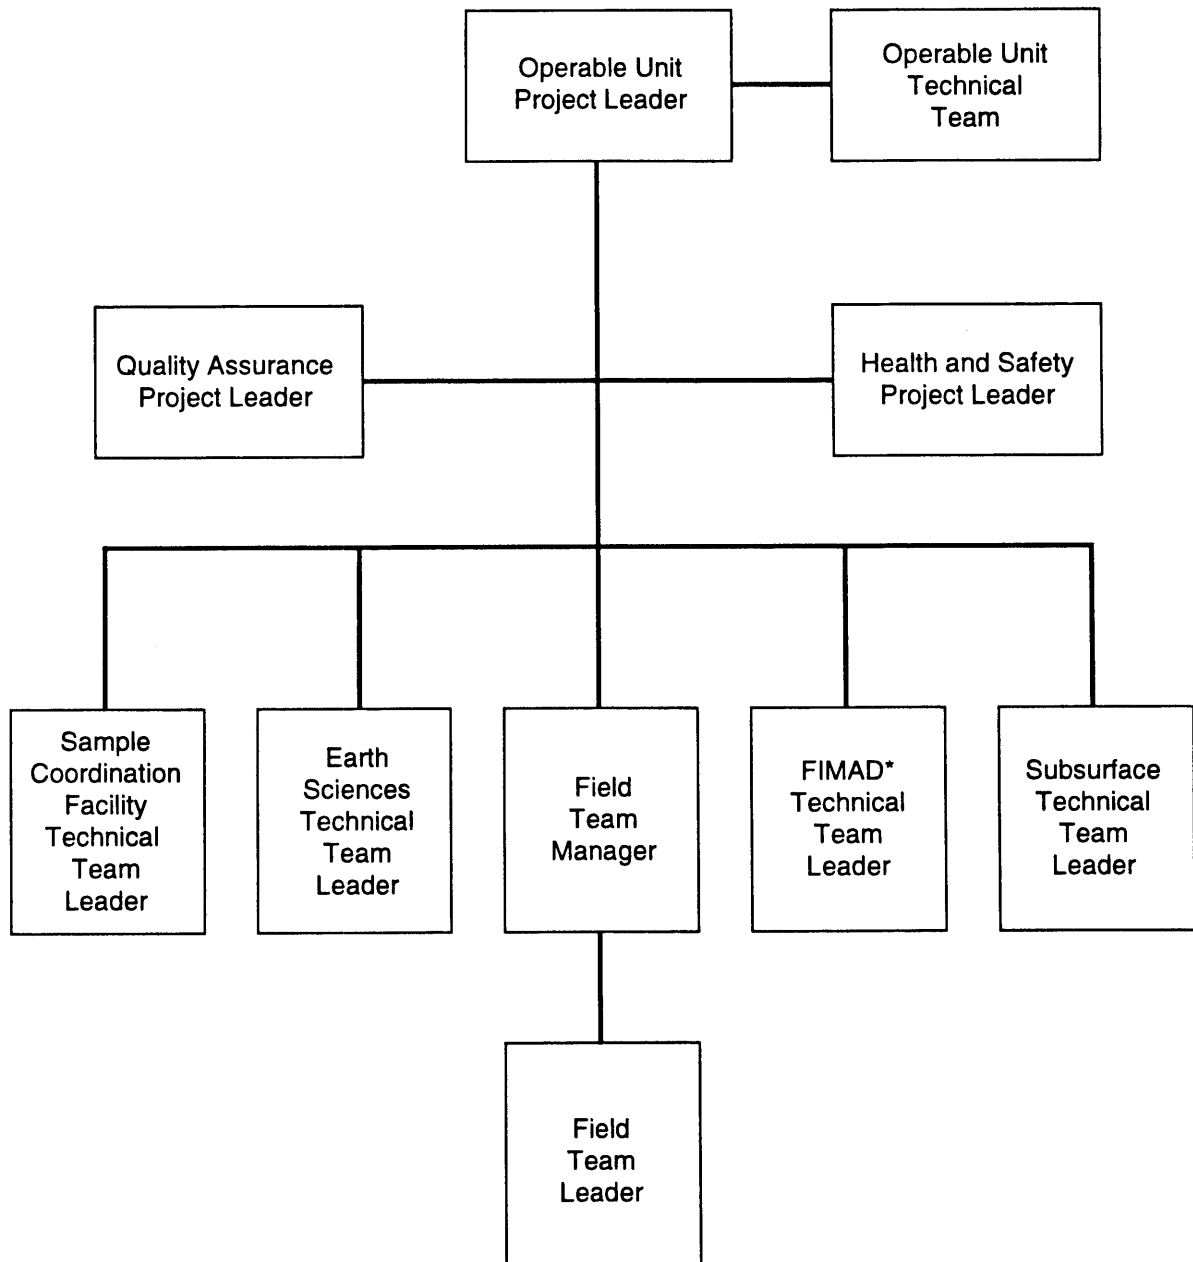 Operable Unit
Project Leader
Operable Unit
Technical
Team
Quality Assurance
Project Leader
Health and Safety
Project Leader
Sample
Coordination
Facility
Technical
Team
Leader
Earth
Sciences
Technical
Team
Leader
Field
Team
Manager
FIMAD*
Technical
Team
Leader
Subsurface
Technical
Team
Leader
Field
Team
Leader